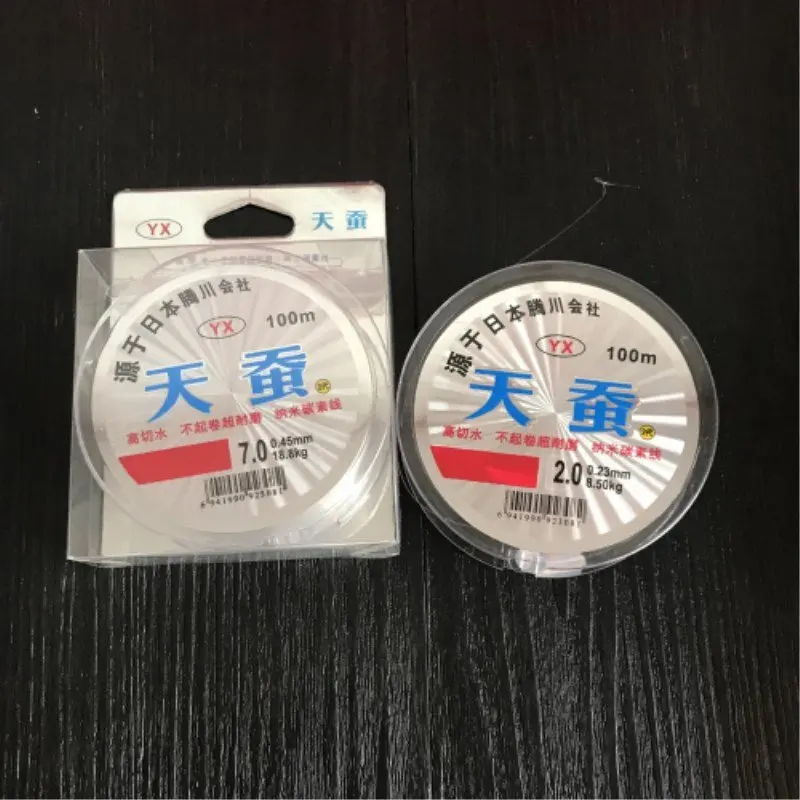 YX
天蚕
源于日本腾川会社
YX
100m
天蚕
高切水 不起卷超耐磨 纳米碳素线
7.0
0.45mm
18.8kg
源于日本腾川会社
YX
100m
天蚕
高切水 不起卷超耐磨 纳米碳素线
2.0
0.23mm
8.50kg